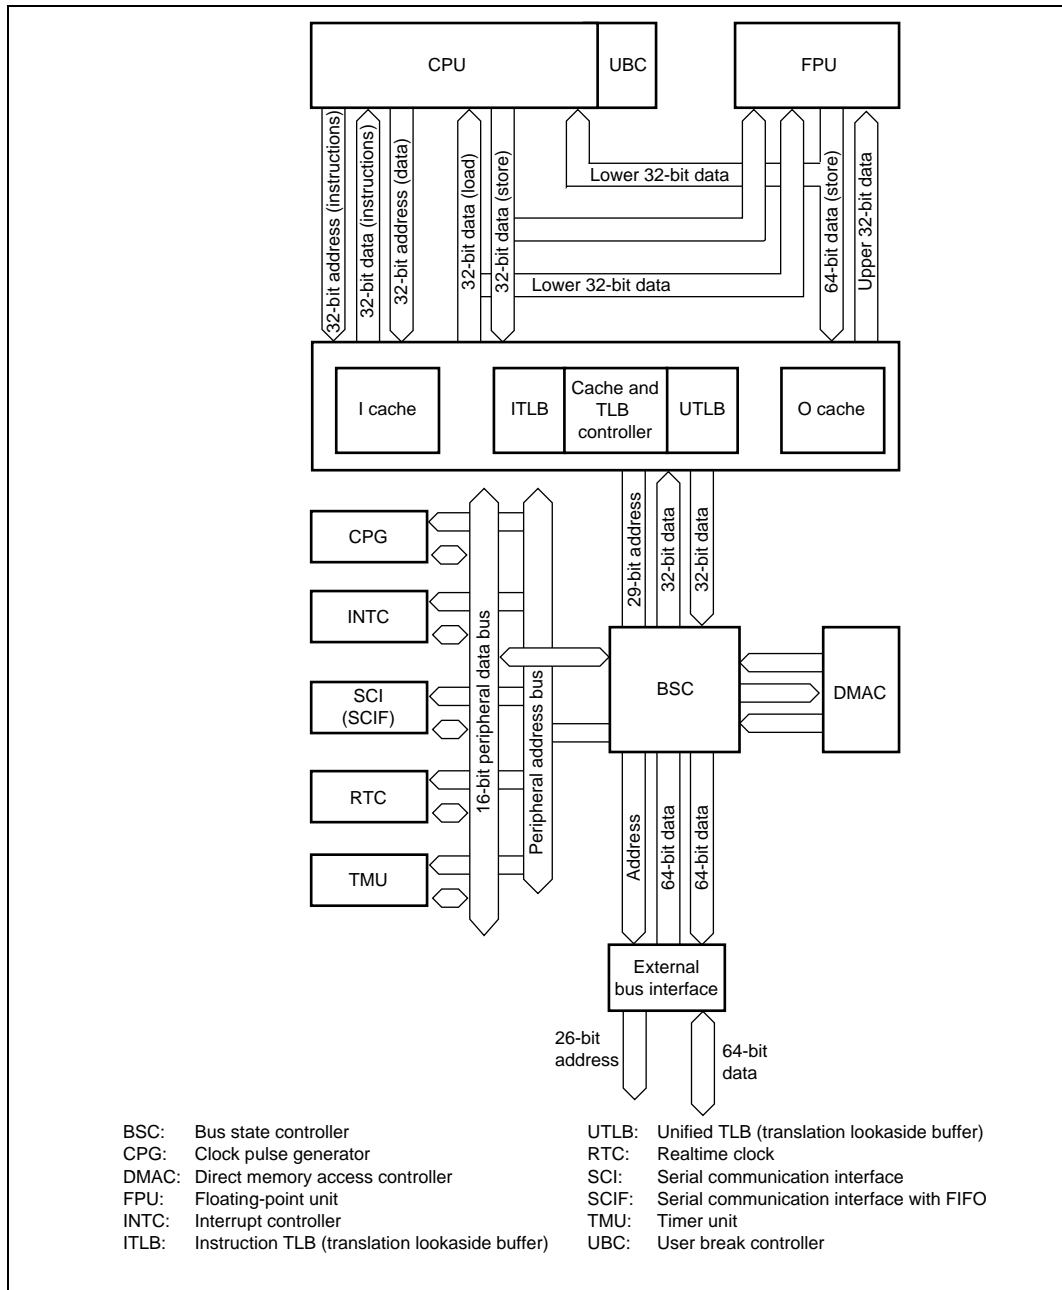 CPU
UBC
FPU
32-bit address (instructions)
32-bit data (instructions)
32-bit address (data)
32-bit data (load)
32-bit data (store)
Lower 32-bit data
Lower 32-bit data
64-bit data (store)
Upper 32-bit data
I cache
ITLB
Cache and
TLB
controller
UTLB
O cache
CPG
INTC
SCI
(SCIF)
RTC
TMU
16-bit peripheral data bus
Peripheral address bus
29-bit address
32-bit data
32-bit data
BSC
DMAC
Address
64-bit data
64-bit data
External
bus interface
26-bit
address
64-bit
data
BSC: Bus state controller
CPG: Clock pulse generator
DMAC: Direct memory access controller
FPU: Floating-point unit
INTC: Interrupt controller
ITLB: Instruction TLB (translation lookaside buffer)
UTLB: Unified TLB (translation lookaside buffer)
RTC: Realtime clock
SCI: Serial communication interface
SCIF: Serial communication interface with FIFO
TMU: Timer unit
UBC: User break controller